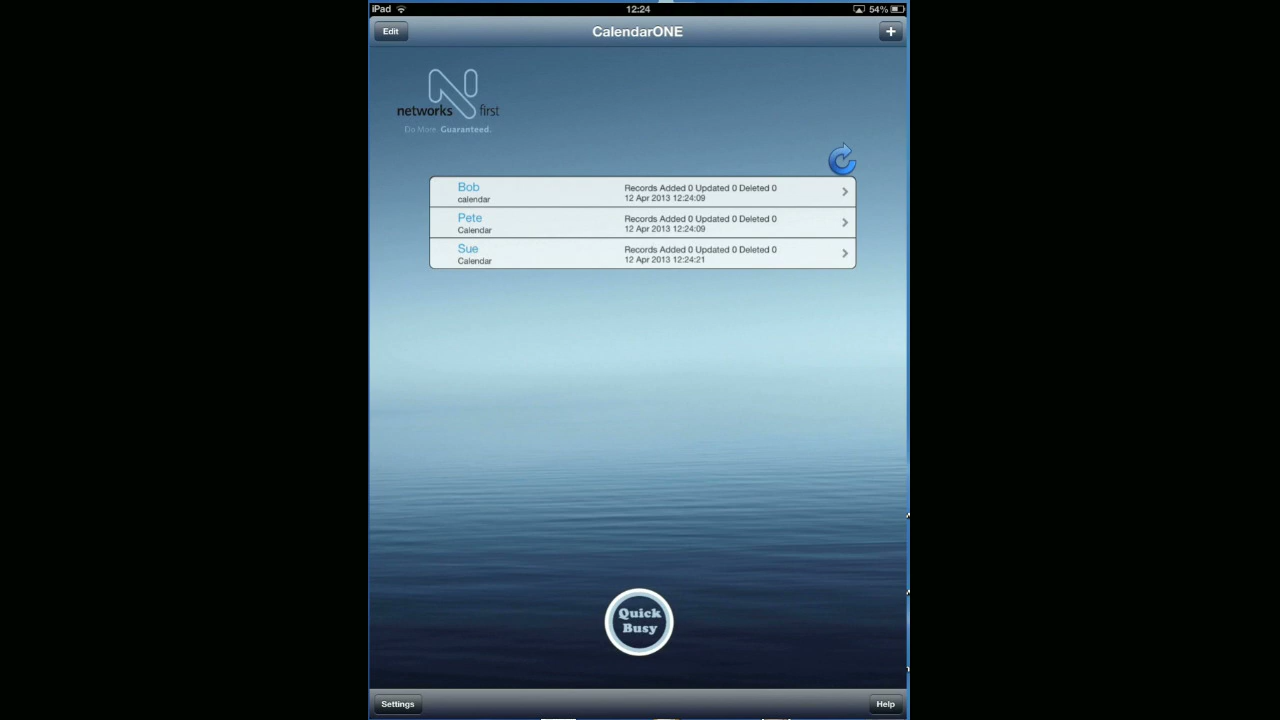 iPad 12:24 54%
Edit CalendarONE +
networks first
Do More. Guaranteed.
Bob Records Added 0 Updated 0 Deleted 0
calendar 12 Apr 2013 12:24:09
Pete Records Added 0 Updated 0 Deleted 0
Calendar 12 Apr 2013 12:24:09
Sue Records Added 0 Updated 0 Deleted 0
Calendar 12 Apr 2013 12:24:21
Quick
Busy
Settings Help